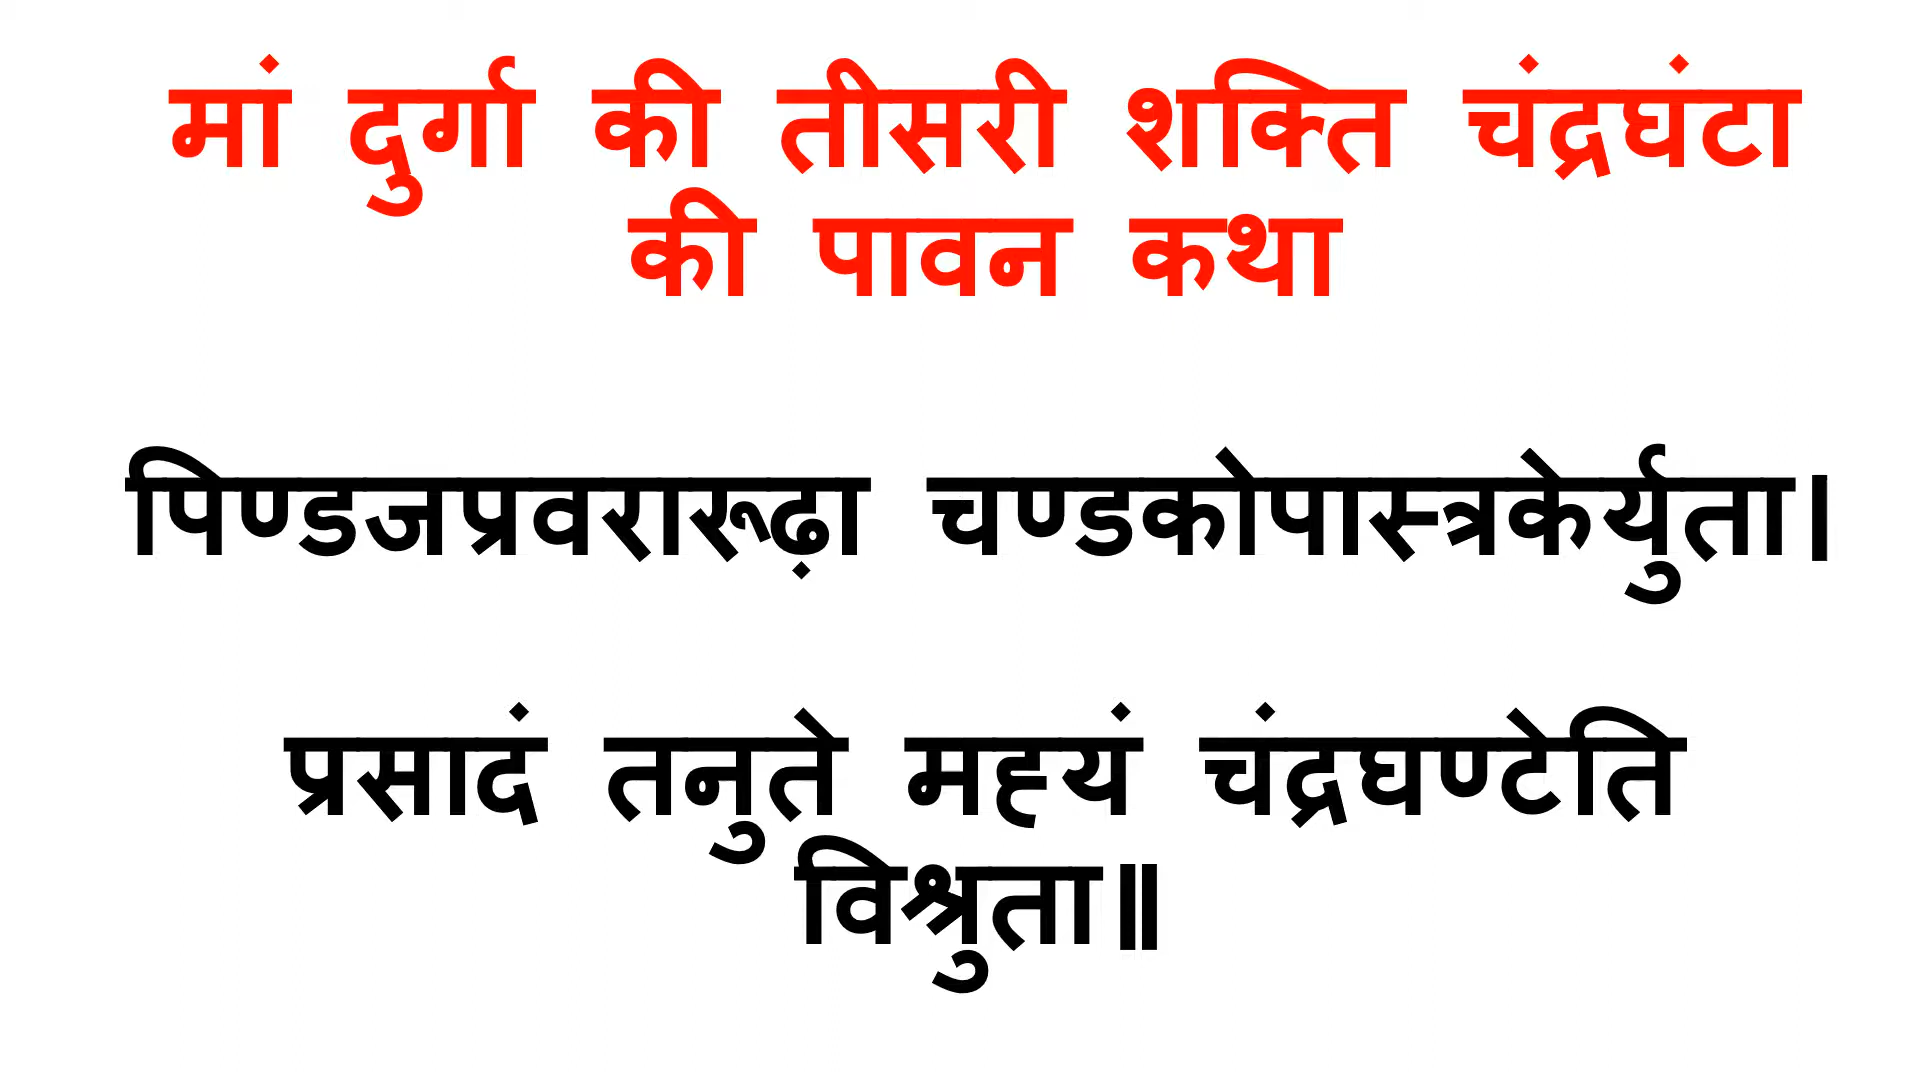 मां दुर्गा की तीसरी शक्ति चंद्रघंटा
की पावन कथा
पिण्डजप्रवरारूढ़ा चण्डकोपास्त्रकेर्युता।
प्रसादं तनुते मह्यं चंद्रघण्टेति
विश्रुता॥